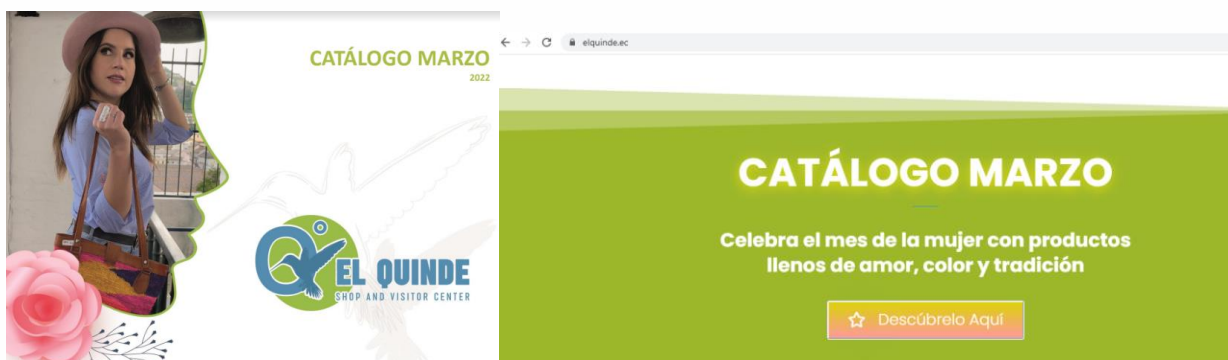 CATÁLOGO MARZO
2022
EL QUINDE
SHOP AND VISITOR CENTER
elquinde.ec
CATÁLOGO MARZO
Celebra el mes de la mujer con productos
llenos de amor, color y tradición
Descúbrelo Aquí